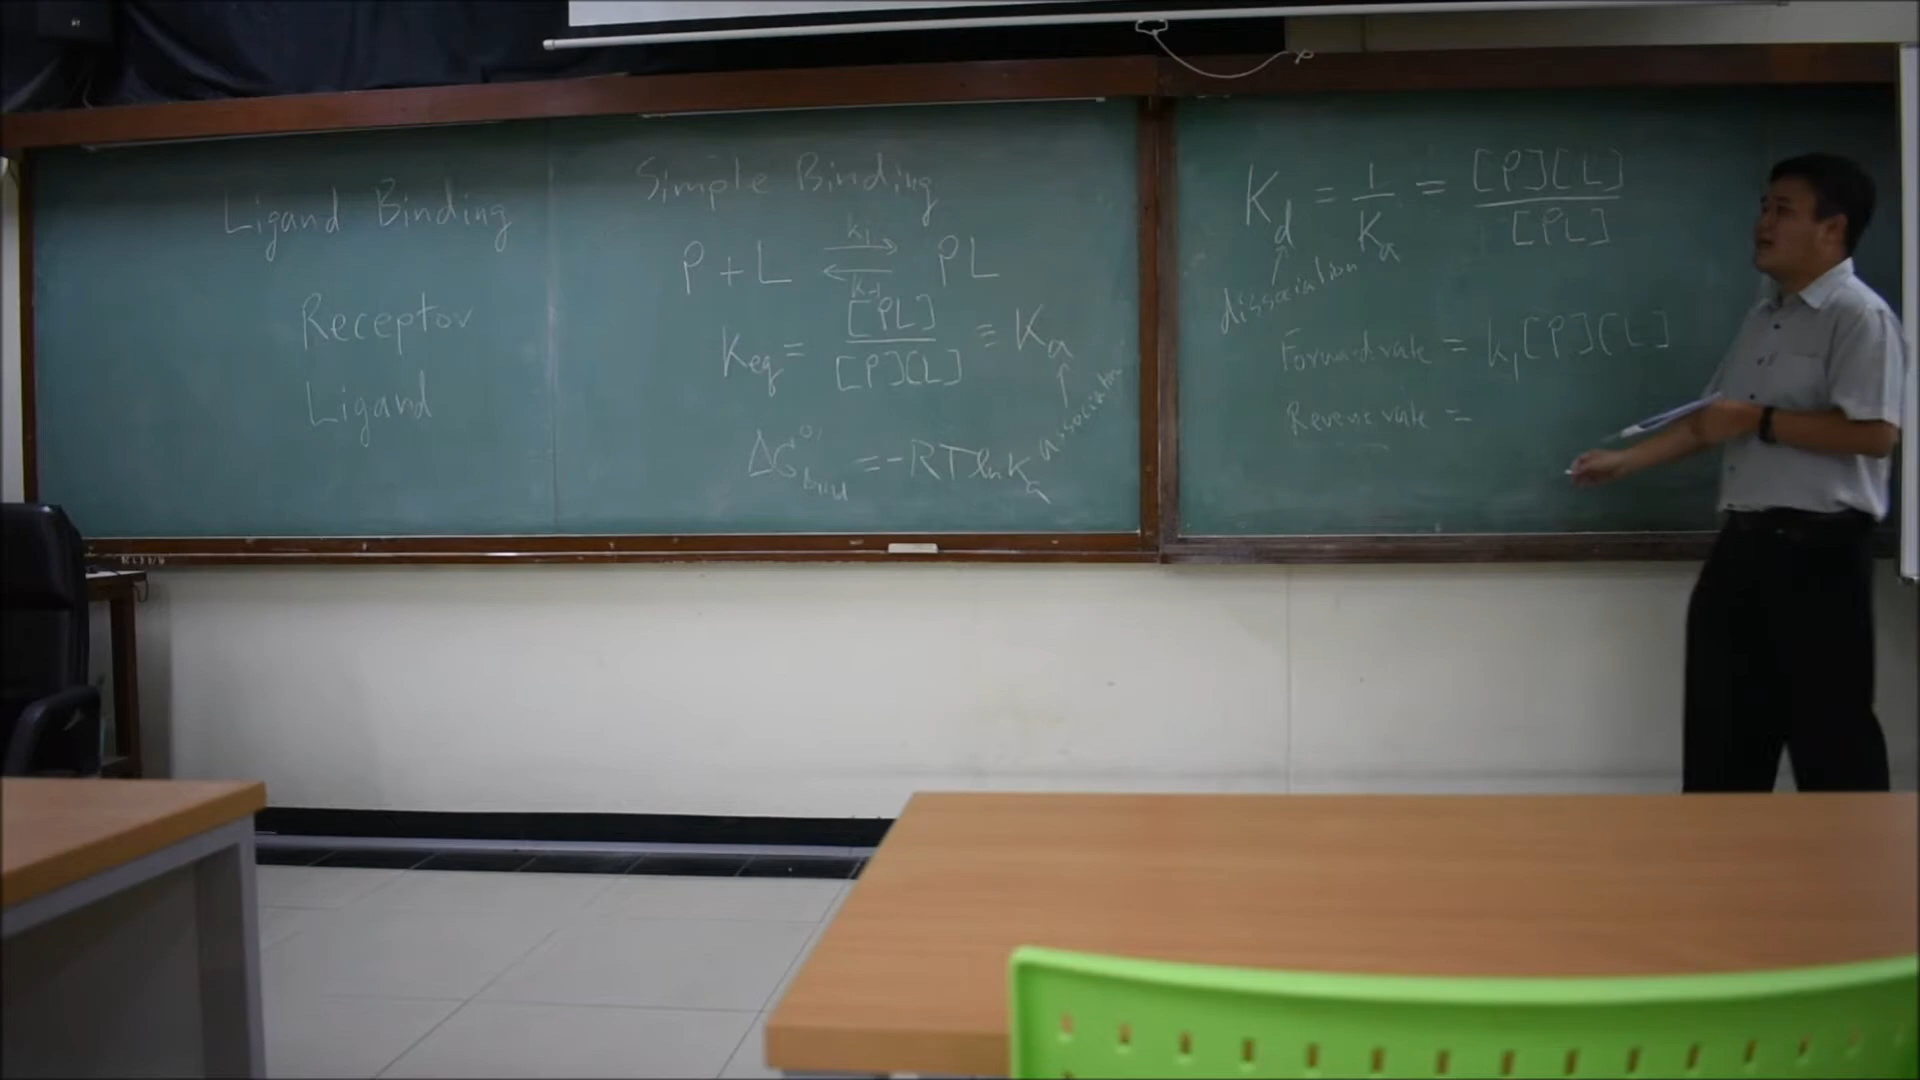 Ligand Binding
Receptor
Ligand
Simple Binding
P + L ⇌ PL
k₁
k₋₁
Keq = [PL] / [P][L] ≡ Ka
association
ΔG°'bind = -RT ln Ka
Kd = 1/Ka = [P][L] / [PL]
dissociation
Forward rate = k₁[P][L]
Reverse rate =